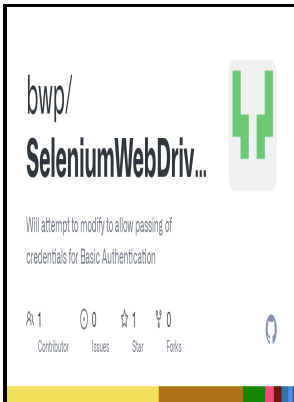 bwp/
SeleniumWebDriv...
Will attempt to modify to allow passing of
credentials for Basic Authentication
1 0 1 0
Contributor Issues Star Forks